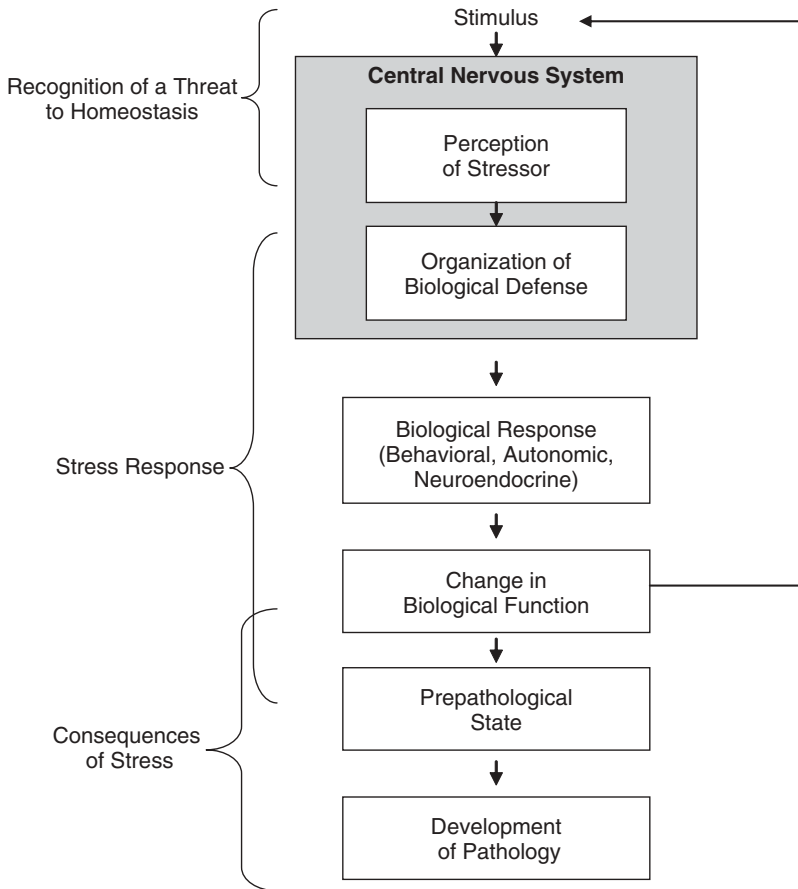 Stimulus
Central Nervous System
Recognition of a Threat
to Homeostasis
Perception
of Stressor
Organization of
Biological Defense
Stress Response
Biological Response
(Behavioral, Autonomic,
Neuroendocrine)
Change in
Biological Function
Prepathological
State
Consequences
of Stress
Development
of Pathology